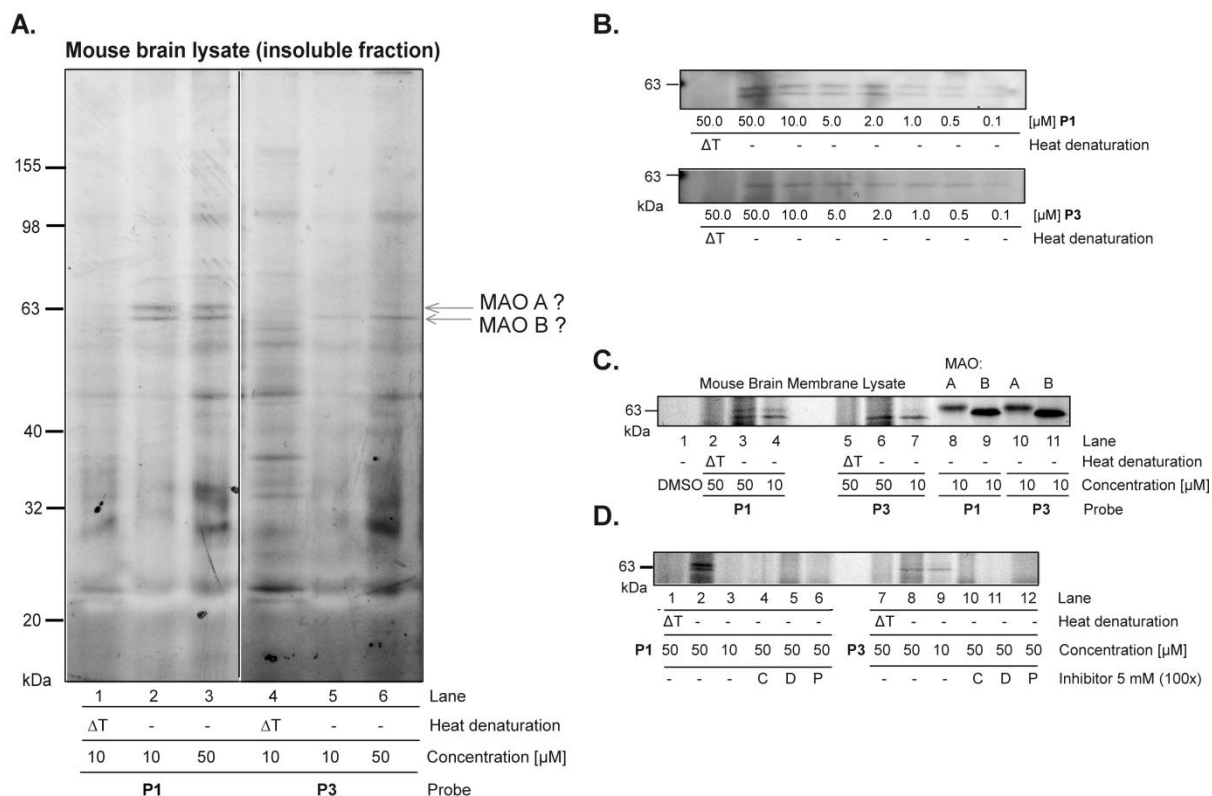 A.
Mouse brain lysate (insoluble fraction)
155
98
63
40
32
20
kDa
MAO A ?
MAO B ?
1 2 3 4 5 6 Lane
ΔT - - ΔT - - Heat denaturation
10 10 50 10 10 50 Concentration [µM]
P1 P3 Probe
B.
63
50.0 50.0 10.0 5.0 2.0 1.0 0.5 0.1 [µM] P1
ΔT - - - - - - - Heat denaturation
63
kDa
50.0 50.0 10.0 5.0 2.0 1.0 0.5 0.1 [µM] P3
ΔT - - - - - - - Heat denaturation
C.
MAO:
Mouse Brain Membrane Lysate A B A B
63
kDa
1 2 3 4 5 6 7 8 9 10 11 Lane
- ΔT - - ΔT - - - - - - Heat denaturation
DMSO 50 50 10 50 50 10 10 10 10 10 Concentration [µM]
P1 P3 P1 P3 Probe
D.
63
kDa
1 2 3 4 5 6 7 8 9 10 11 12 Lane
ΔT - - - - - ΔT - - - - - Heat denaturation
P1 50 50 10 50 50 50 P3 50 50 10 50 50 50 Concentration [µM]
- - - C D P - - - C D P Inhibitor 5 mM (100x)